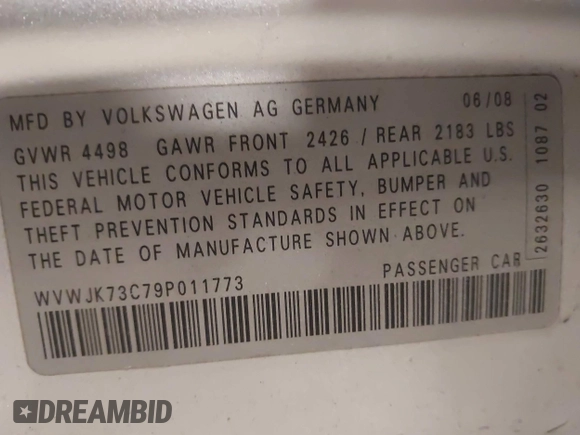 MFD BY VOLKSWAGEN AG GERMANY 06/08
GVWR 4498 GAWR FRONT 2426 / REAR 2183 LBS
THIS VEHICLE CONFORMS TO ALL APPLICABLE U.S.
FEDERAL MOTOR VEHICLE SAFETY, BUMPER AND
THEFT PREVENTION STANDARDS IN EFFECT ON
THE DATE OF MANUFACTURE SHOWN ABOVE.
WVWJK73C79P011773 PASSENGER CAR
2632630 1087 02
DREAMBID